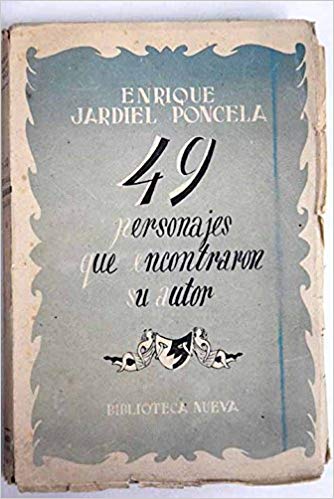 ENRIQUE
JARDIEL PONCELA
49
personajes
que encontraron
su autor
BIBLIOTECA NUEVA